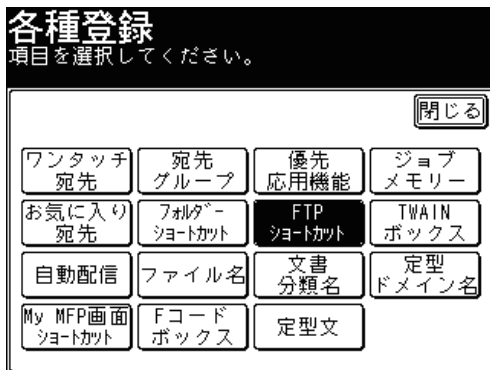 各種登録
項目を選択してください。
閉じる
ワンタッチ
宛先
宛先
グループ
優先
応用機能
ジョブ
メモリー
お気に入り
宛先
ﾌｫﾙﾀﾞｰ
ｼｮｰﾄｶｯﾄ
FTP
ｼｮｰﾄｶｯﾄ
TWAIN
ボックス
自動配信
ファイル名
文書
分類名
定型
ドメイン名
My MFP画面
ｼｮｰﾄｶｯﾄ
Fコード
ボックス
定型文